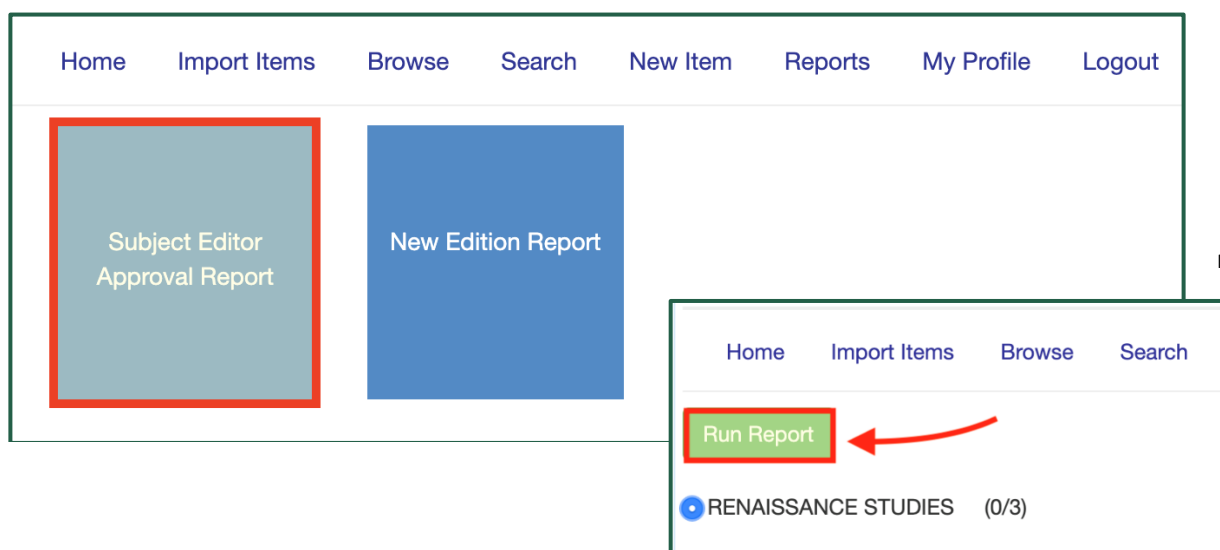 Home Import Items Browse Search New Item Reports My Profile Logout
Subject Editor
Approval Report
New Edition Report
Home Import Items Browse Search
Run Report
RENAISSANCE STUDIES (0/3)